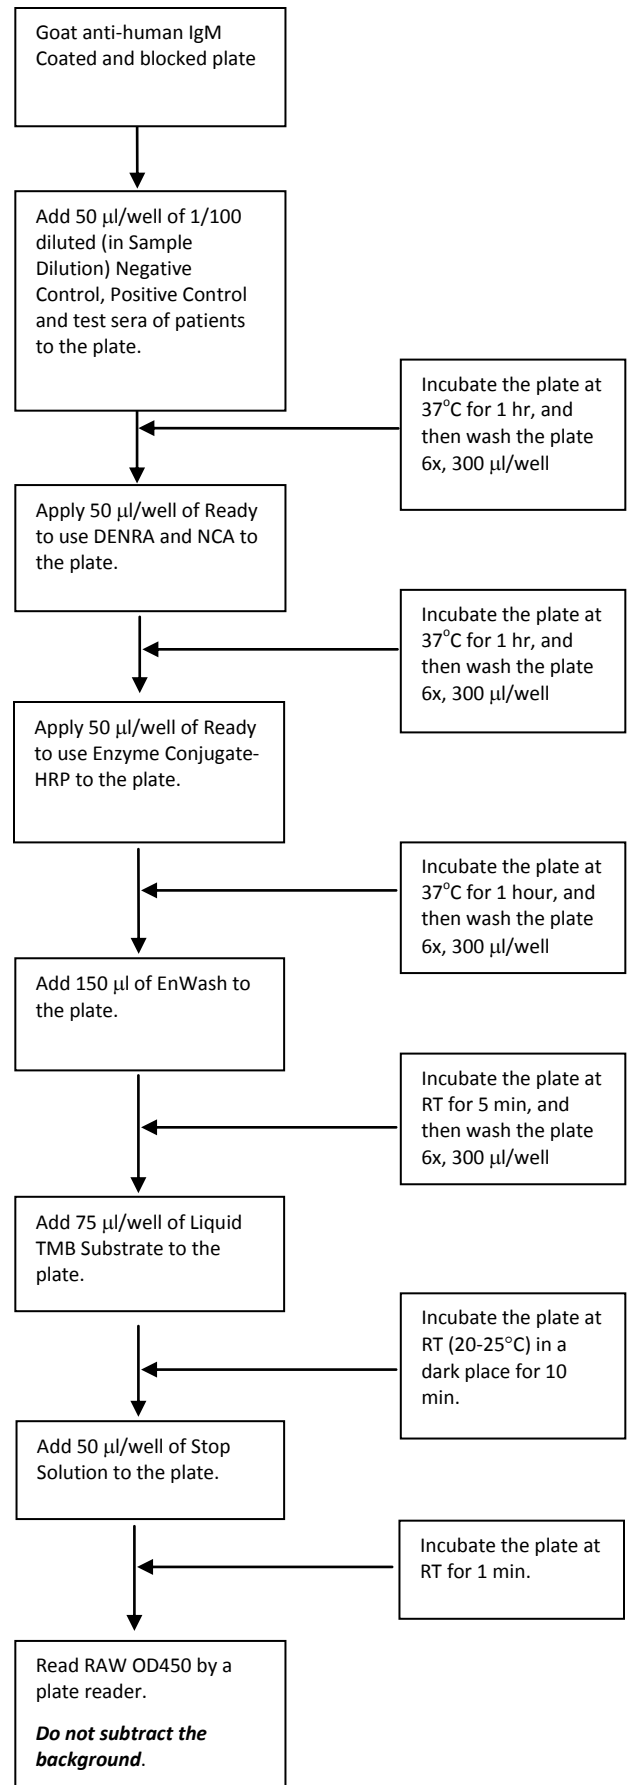 Goat anti-human IgM
Coated and blocked plate
Add 50 µl/well of 1/100
diluted (in Sample
Dilution) Negative
Control, Positive Control
and test sera of patients
to the plate.
Incubate the plate at
37°C for 1 hr, and
then wash the plate
6x, 300 µl/well
Apply 50 µl/well of Ready
to use DENRA and NCA to
the plate.
Incubate the plate at
37°C for 1 hr, and
then wash the plate
6x, 300 µl/well
Apply 50 µl/well of Ready
to use Enzyme Conjugate-
HRP to the plate.
Incubate the plate at
37°C for 1 hour, and
then wash the plate
6x, 300 µl/well
Add 150 µl of EnWash to
the plate.
Incubate the plate at
RT for 5 min, and
then wash the plate
6x, 300 µl/well
Add 75 µl/well of Liquid
TMB Substrate to the
plate.
Incubate the plate at
RT (20-25°C) in a
dark place for 10
min.
Add 50 µl/well of Stop
Solution to the plate.
Incubate the plate at
RT for 1 min.
Read RAW OD450 by a
plate reader.
Do not subtract the
background.